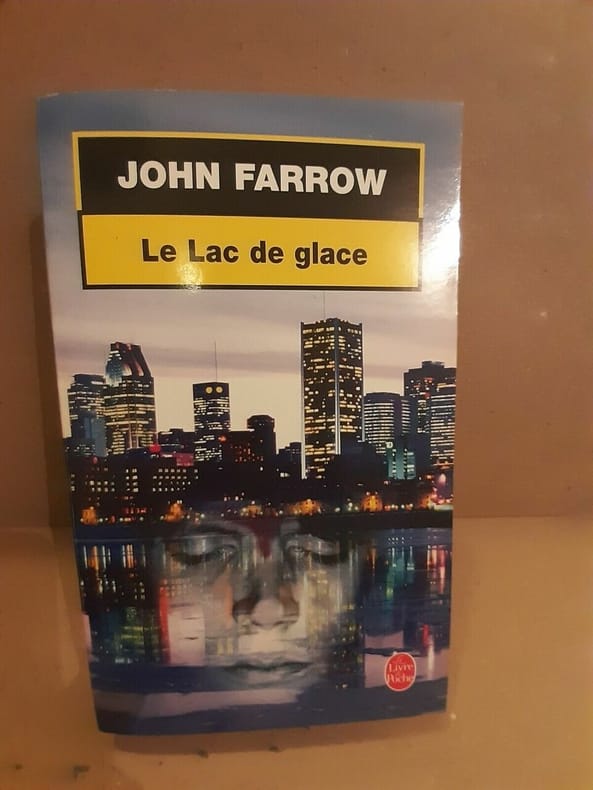 JOHN FARROW
Le Lac de glace
Le
Livre
de
Poche